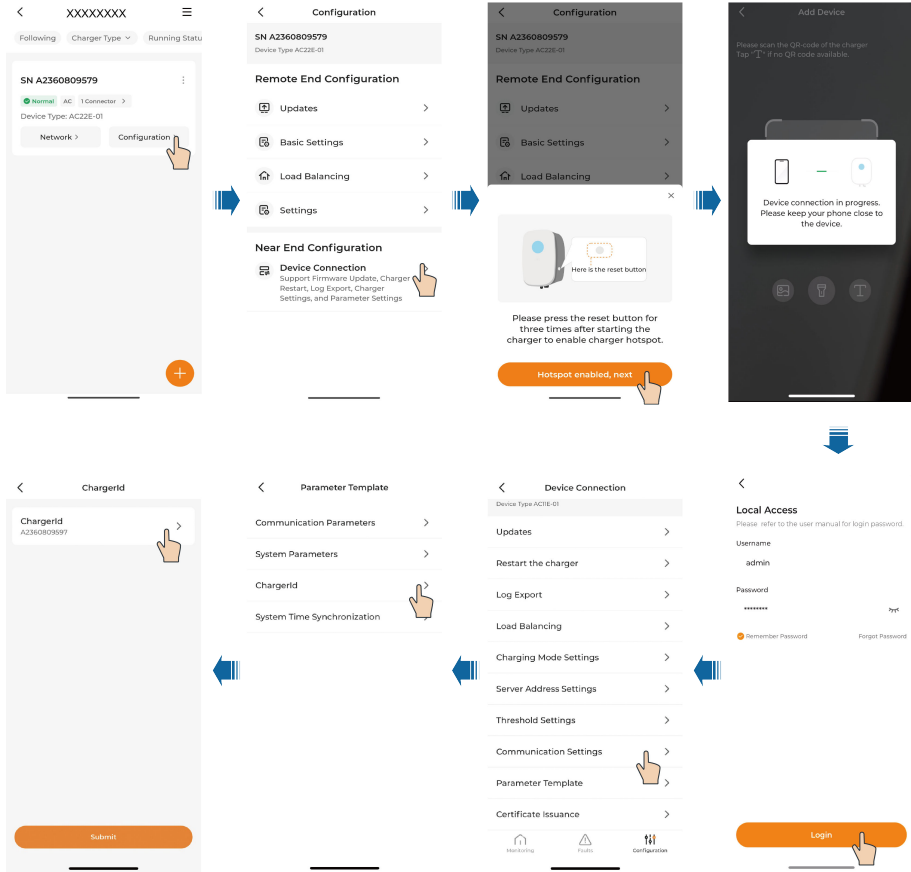 XXXXXXXX
Following Charger Type Running Statu
SN A2360809579
Normal AC 1 Connector >
Device Type: AC22E-01
Network > Configuration >
Configuration
SN A2360809579
Device Type AC22E-01
Remote End Configuration
Updates
Basic Settings
Load Balancing
Settings
Near End Configuration
Device Connection
Support Firmware Update, Charger
Restart, Log Export, Charger
Settings, and Parameter Settings
Configuration
SN A2360809579
Device Type AC22E-01
Remote End Configuration
Updates
Basic Settings
Load Balancing
Here is the reset button
Please press the reset button for
three times after starting the
charger to enable charger hotspot.
Hotspot enabled, next
Add Device
Please scan the QR-code of the charger
Tap "T" if no QR code available.
Device connection in progress.
Please keep your phone close to
the device.
T
Local Access
Please refer to the user manual for login password.
Username
admin
Password
********
Remember Password Forgot Password
Login
Device Connection
Device Type AC11E-01
Updates
Restart the charger
Log Export
Load Balancing
Charging Mode Settings
Server Address Settings
Threshold Settings
Communication Settings
Parameter Template
Certificate Issuance
Monitoring Faults Configuration
Parameter Template
Communication Parameters
System Parameters
ChargerId
System Time Synchronization
ChargerId
ChargerId
A2360809597
Submit